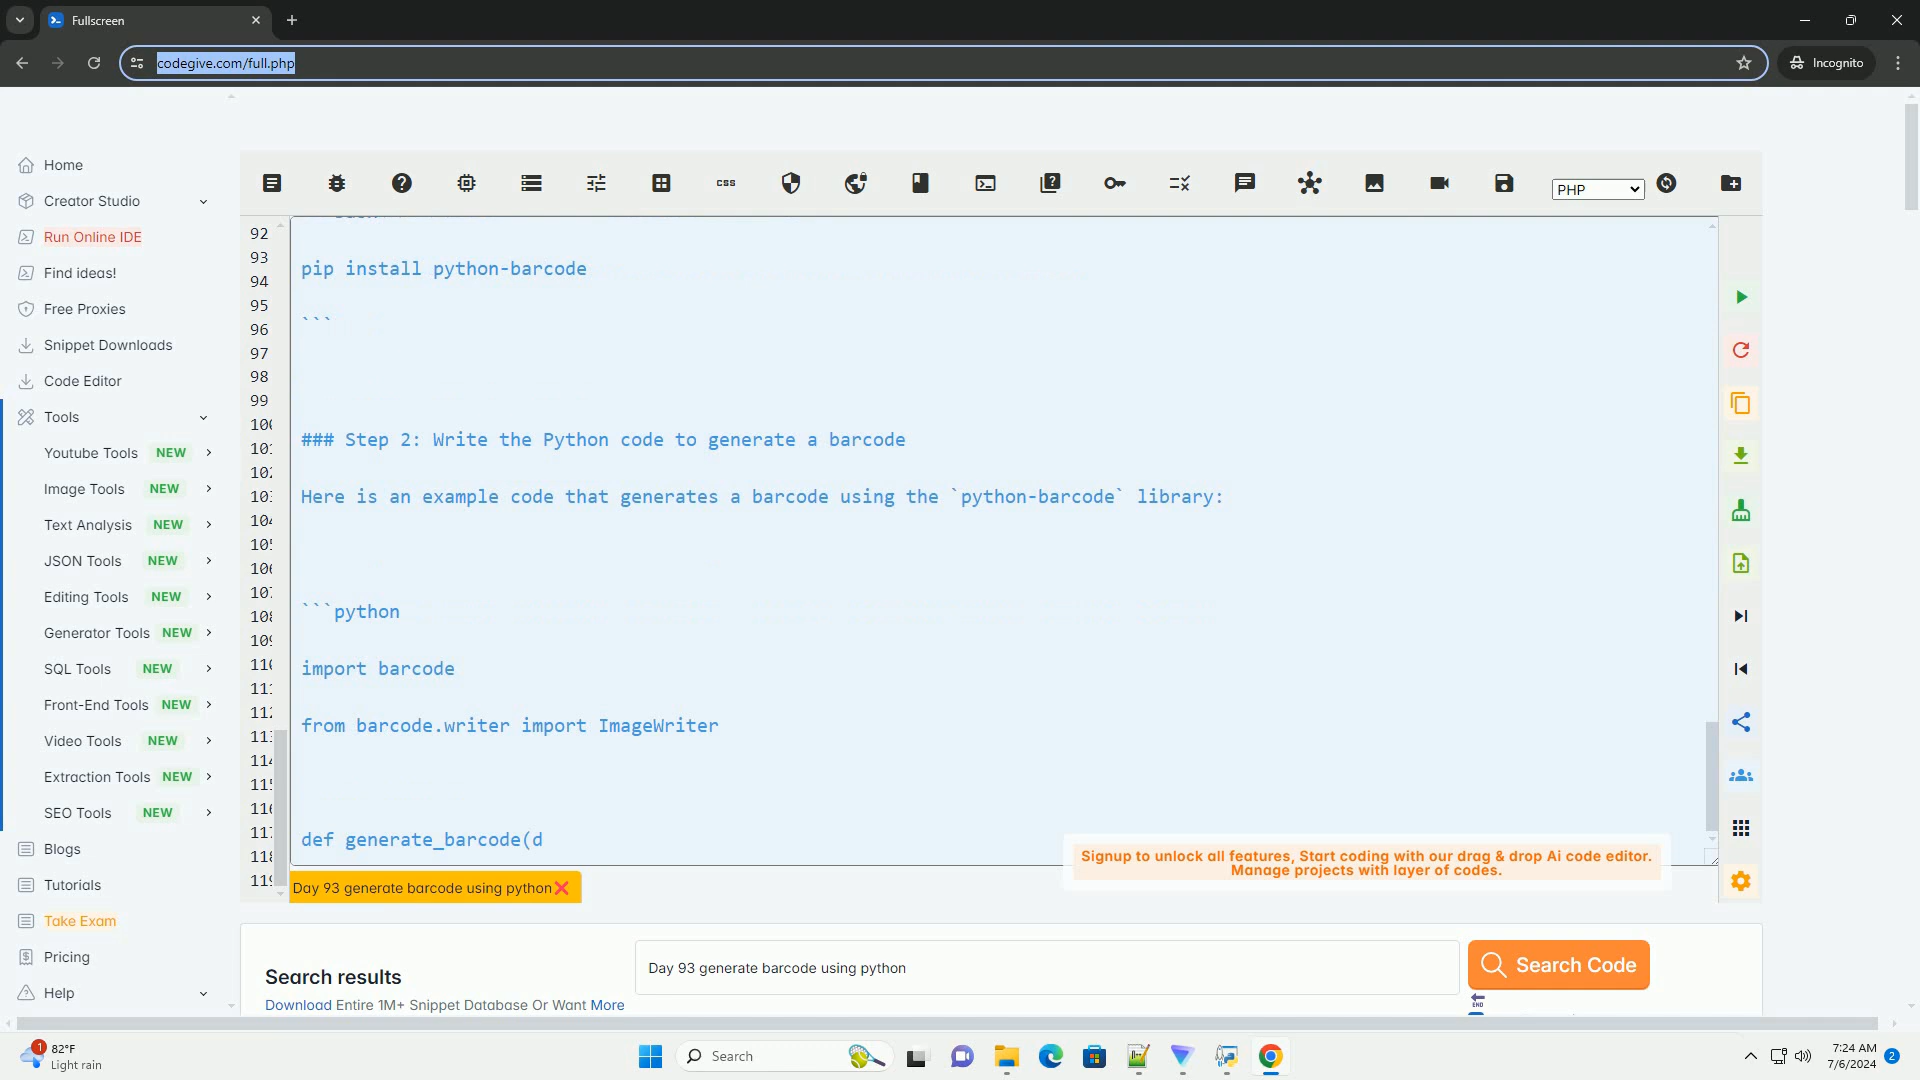 Fullscreen
codegive.com/full.php
Incognito
Home
Creator Studio
Run Online IDE
Find ideas!
Free Proxies
Snippet Downloads
Code Editor
Tools
Youtube Tools NEW
Image Tools NEW
Text Analysis NEW
JSON Tools NEW
Editing Tools NEW
Generator Tools NEW
SQL Tools NEW
Front-End Tools NEW
Video Tools NEW
Extraction Tools NEW
SEO Tools NEW
Blogs
Tutorials
Take Exam
Pricing
Help
css
PHP
92
93
94
95
96
97
98
99
pip install python-barcode
```
### Step 2: Write the Python code to generate a barcode
Here is an example code that generates a barcode using the `python-barcode` library:
```python
import barcode
from barcode.writer import ImageWriter
def generate_barcode(d
Signup to unlock all features, Start coding with our drag & drop Ai code editor.
Manage projects with layer of codes.
Day 93 generate barcode using python
Search results
Download Entire 1M+ Snippet Database Or Want More
Day 93 generate barcode using python
Search Code
END
1
82°F
Light rain
Search
7:24 AM
7/6/2024
2